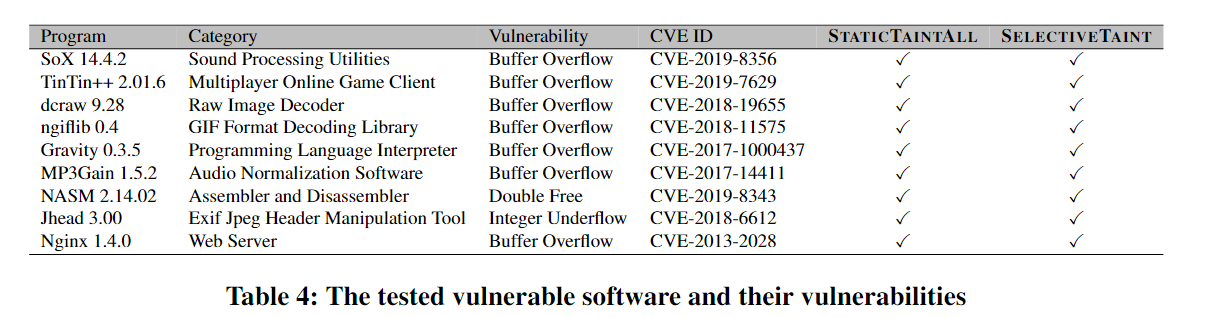 Program Category Vulnerability CVE ID STATICTAINTALL SELECTIVETAINT
SoX 14.4.2 Sound Processing Utilities Buffer Overflow CVE-2019-8356 ✓ ✓
TinTin++ 2.01.6 Multiplayer Online Game Client Buffer Overflow CVE-2019-7629 ✓ ✓
dcraw 9.28 Raw Image Decoder Buffer Overflow CVE-2018-19655 ✓ ✓
ngiflib 0.4 GIF Format Decoding Library Buffer Overflow CVE-2018-11575 ✓ ✓
Gravity 0.3.5 Programming Language Interpreter Buffer Overflow CVE-2017-1000437 ✓ ✓
MP3Gain 1.5.2 Audio Normalization Software Buffer Overflow CVE-2017-14411 ✓ ✓
NASM 2.14.02 Assembler and Disassembler Double Free CVE-2019-8343 ✓ ✓
Jhead 3.00 Exif Jpeg Header Manipulation Tool Integer Underflow CVE-2018-6612 ✓ ✓
Nginx 1.4.0 Web Server Buffer Overflow CVE-2013-2028 ✓ ✓
Table 4: The tested vulnerable software and their vulnerabilities